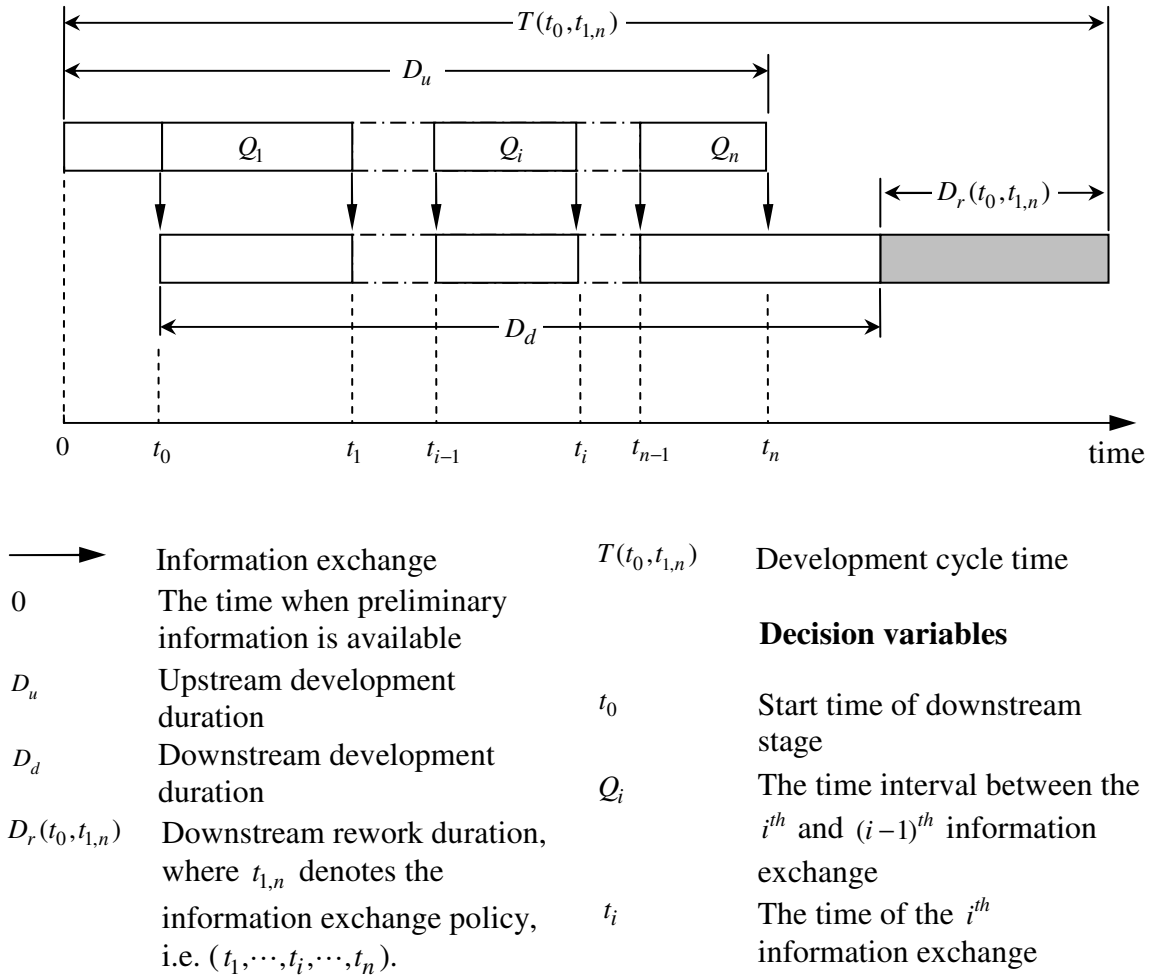 T(t₀,t₁,ₙ)
Dᵤ
Q₁ Qᵢ Qₙ
Dᵣ(t₀,t₁,ₙ)
D_d
0 t₀ t₁ tᵢ₋₁ tᵢ tₙ₋₁ tₙ time
Information exchange
0 The time when preliminary
information is available
Dᵤ Upstream development
duration
D_d Downstream development
duration
Dᵣ(t₀,t₁,ₙ) Downstream rework duration,
where t₁,ₙ denotes the
information exchange policy,
i.e. (t₁,⋯,tᵢ,⋯,tₙ).
T(t₀,t₁,ₙ) Development cycle time
Decision variables
t₀ Start time of downstream
stage
Qᵢ The time interval between the
iᵗʰ and (i−1)ᵗʰ information
exchange
tᵢ The time of the iᵗʰ
information exchange